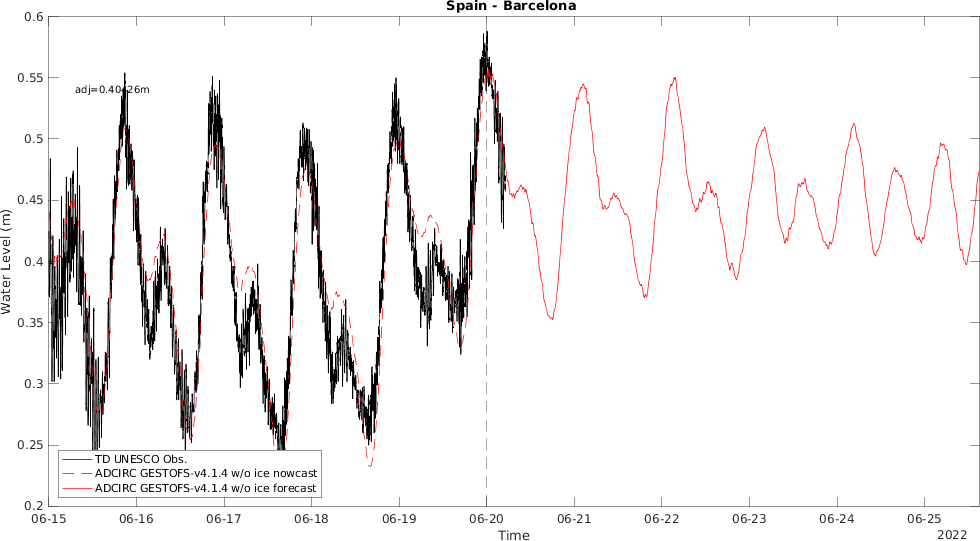 Spain - Barcelona
0.6
0.55
0.5
0.45
0.4
0.35
0.3
0.25
0.2
Water Level (m)
TD UNESCO Obs.
ADCIRC GESTOFS-v4.1.4 w/o ice nowcast
ADCIRC GESTOFS-v4.1.4 w/o ice forecast
06-15 06-16 06-17 06-18 06-19 06-20 06-21 06-22 06-23 06-24 06-25
Time
2022